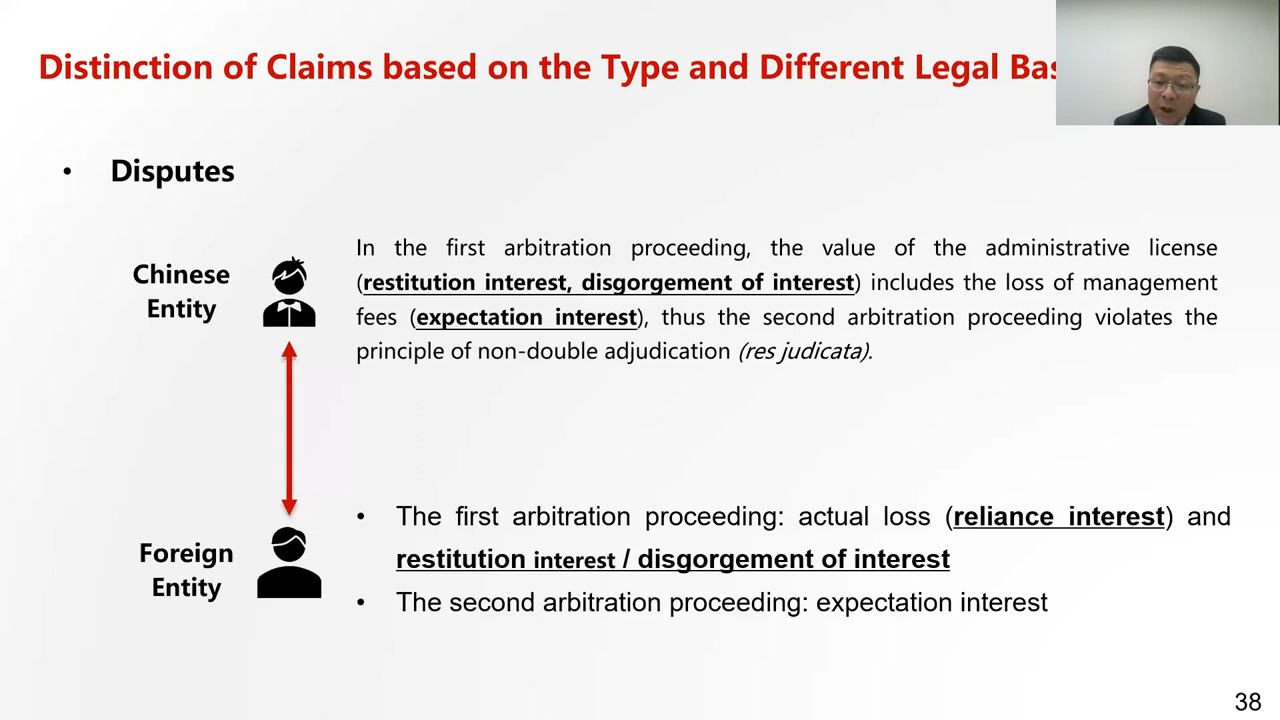 Distinction of Claims based on the Type and Different Legal
• Disputes
Chinese
Entity
In the first arbitration proceeding, the value of the administrative license
(restitution interest, disgorgement of interest) includes the loss of management
fees (expectation interest), thus the second arbitration proceeding violates the
principle of non-double adjudication (res judicata).
Foreign
Entity
• The first arbitration proceeding: actual loss (reliance interest) and
restitution interest / disgorgement of interest
• The second arbitration proceeding: expectation interest
38